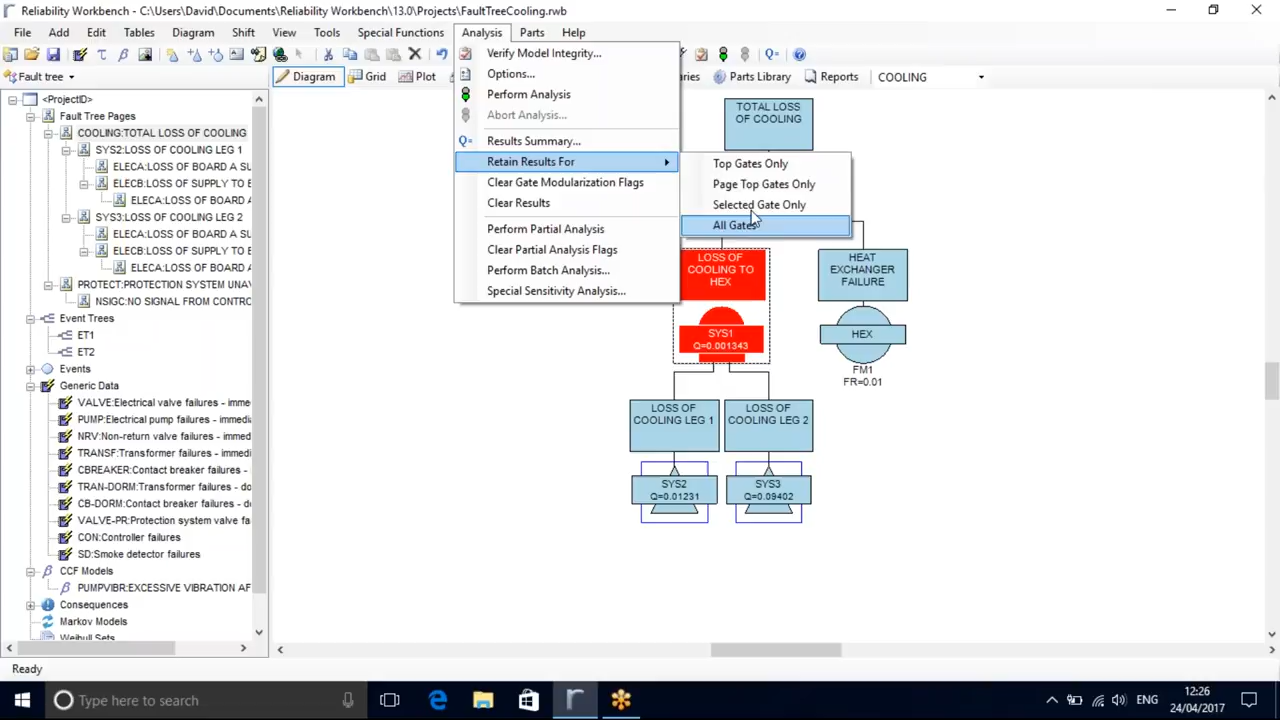 Reliability Workbench - C:\Users\David\Documents\Reliability Workbench\13.0\Projects\FaultTreeCooling.rwb
File Add Edit Tables Diagram Shift View Tools Special Functions Analysis Parts Help
Fault tree Diagram Grid Plot Parts Library Reports COOLING
Verify Model Integrity...
Options...
Perform Analysis
Abort Analysis...
Results Summary...
Retain Results For
Clear Gate Modularization Flags
Clear Results
Perform Partial Analysis
Clear Partial Analysis Flags
Perform Batch Analysis...
Special Sensitivity Analysis...
Top Gates Only
Page Top Gates Only
Selected Gate Only
All Gates
<ProjectID>
Fault Tree Pages
COOLING:TOTAL LOSS OF COOLING
SYS2:LOSS OF COOLING LEG 1
ELECA:LOSS OF BOARD A SU
ELECB:LOSS OF SUPPLY TO E
ELECA:LOSS OF BOARD A
SYS3:LOSS OF COOLING LEG 2
ELECA:LOSS OF BOARD A SU
ELECB:LOSS OF SUPPLY TO E
ELECA:LOSS OF BOARD A
PROTECT:PROTECTION SYSTEM UNA
NSIGC:NO SIGNAL FROM CONTRO
Event Trees
ET1
ET2
Events
Generic Data
VALVE:Electrical valve failures - imme
PUMP:Electrical pump failures - immedia
NRV:Non-return valve failures - immedi
TRANSF:Transformer failures - immedia
CBREAKER:Contact breaker failures - i
TRAN-DORM:Transformer failures - do
CB-DORM:Contact breaker failures - do
VALVE-PR:Protection system valve fa
CON:Controller failures
SD:Smoke detector failures
CCF Models
PUMPVIBR:EXCESSIVE VIBRATION AF
Consequences
Markov Models
Weibull Sets
TOTAL LOSS
OF COOLING
LOSS OF
COOLING TO
HEX
SYS1
Q=0.001343
HEAT
EXCHANGER
FAILURE
HEX
FM1
FR=0.01
LOSS OF
COOLING LEG 1
SYS2
Q=0.01231
LOSS OF
COOLING LEG 2
SYS3
Q=0.09402
Ready
Type here to search
ENG
12:26
24/04/2017